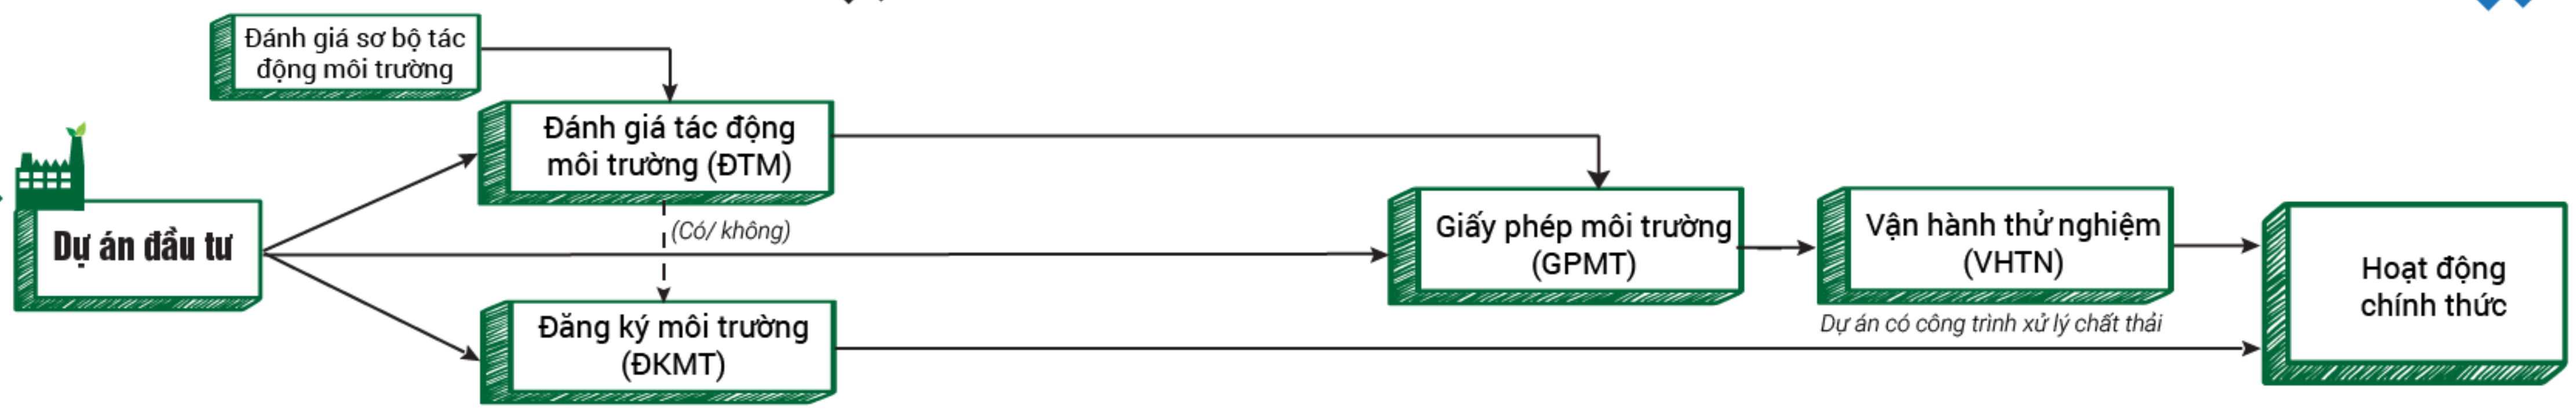 Đánh giá sơ bộ tác
động môi trường
Đánh giá tác động
môi trường (ĐTM)
(Có/ không)
Dự án đầu tư
Giấy phép môi trường
(GPMT)
Vận hành thử nghiệm
(VHTN)
Dự án có công trình xử lý chất thải
Hoạt động
chính thức
Đăng ký môi trường
(ĐKMT)